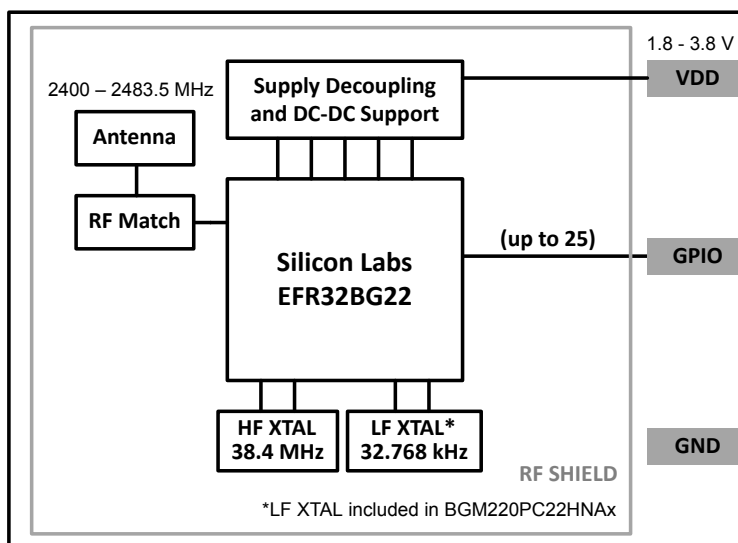 1.8 - 3.8 V
2400 – 2483.5 MHz
Supply Decoupling
and DC-DC Support
VDD
Antenna
RF Match
(up to 25)
GPIO
Silicon Labs
EFR32BG22
HF XTAL
38.4 MHz
LF XTAL*
32.768 kHz
GND
RF SHIELD
*LF XTAL included in BGM220PC22HNAx